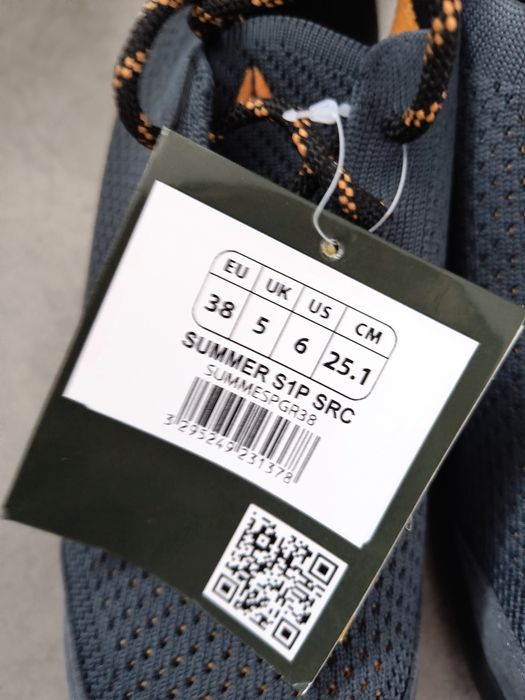 EU UK US CM
38 5 6 25.1
SUMMER S1P SRC
SUMMESPGR38
3 295249 231378